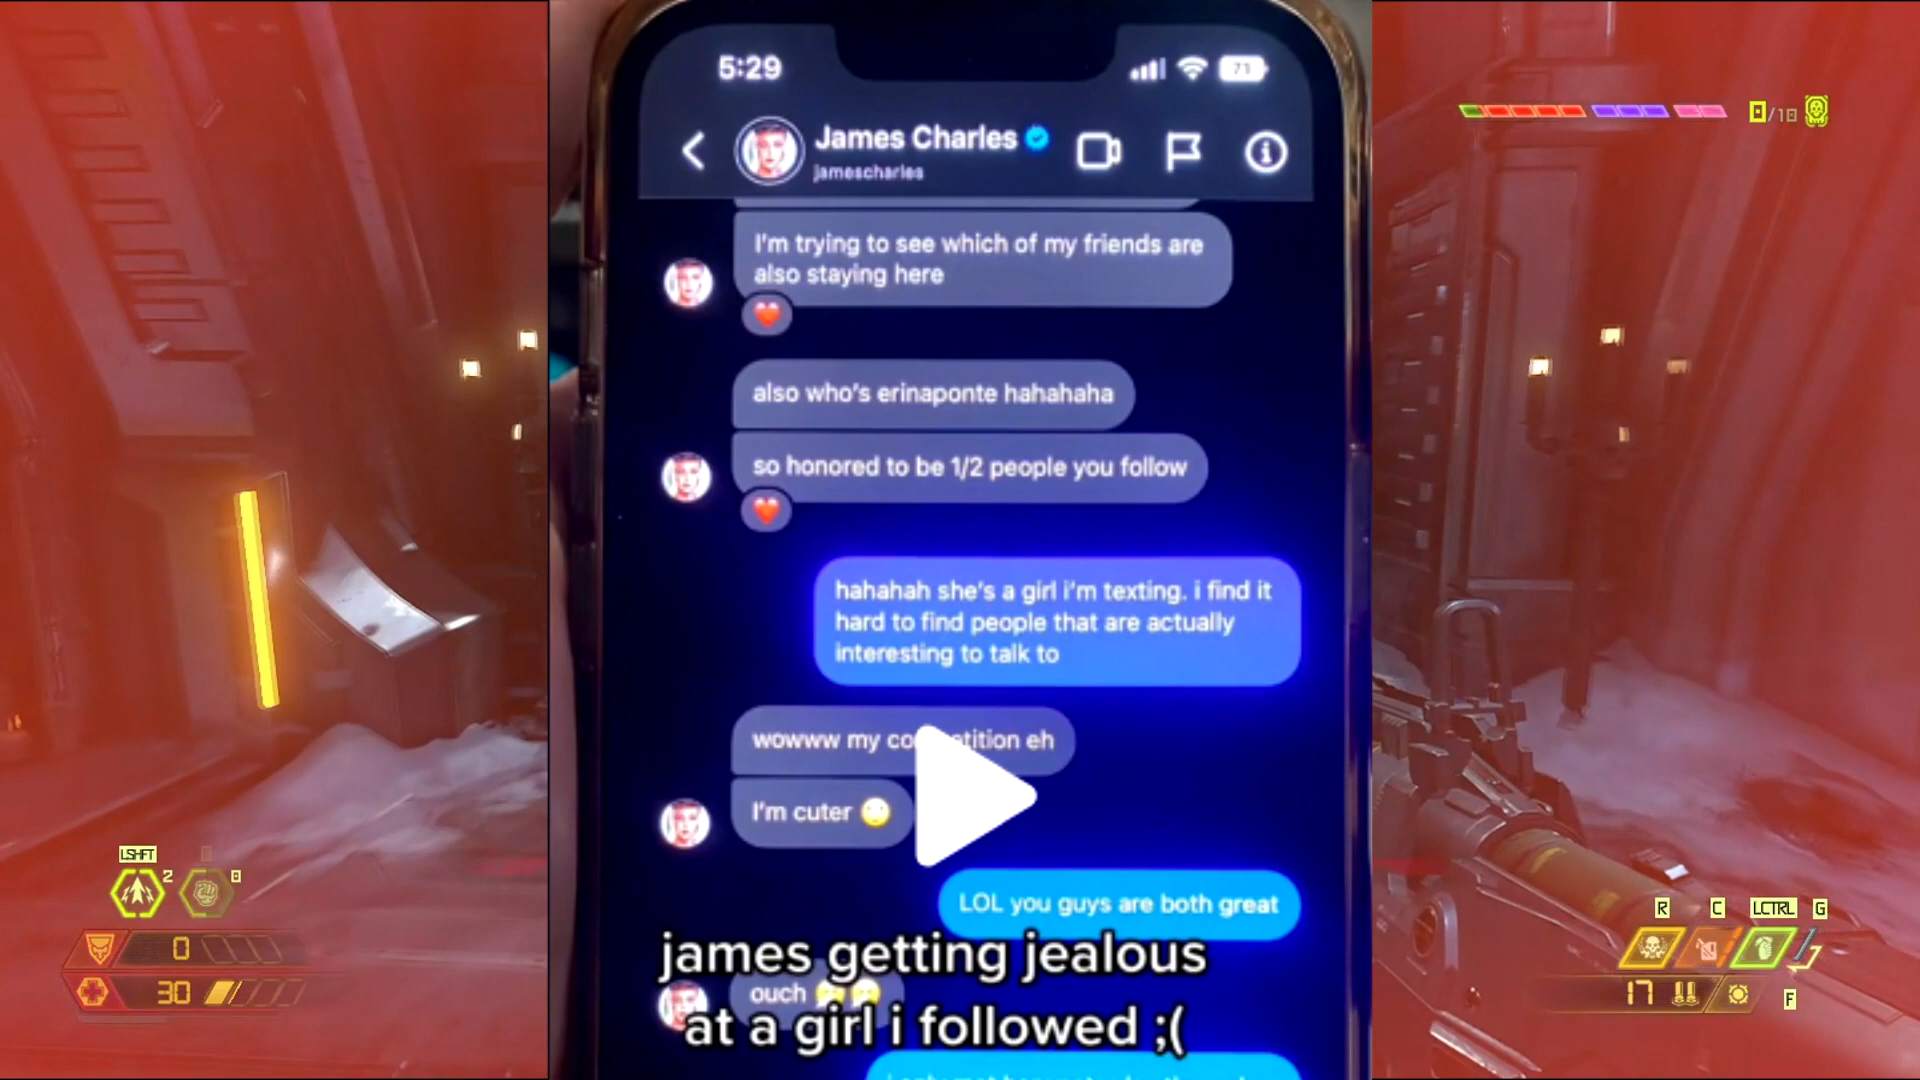 5:29
71
James Charles
jamescharles
I'm trying to see which of my friends are
also staying here
also who's erinaponte hahahaha
so honored to be 1/2 people you follow
hahahah she's a girl i'm texting. i find it
hard to find people that are actually
interesting to talk to
wowww my competition eh
I'm cuter
LOL you guys are both great
ouch
james getting jealous
at a girl i followed ;(
0/10
LSHFT
2
0
0
30
R
C
LCTRL
G
17
F